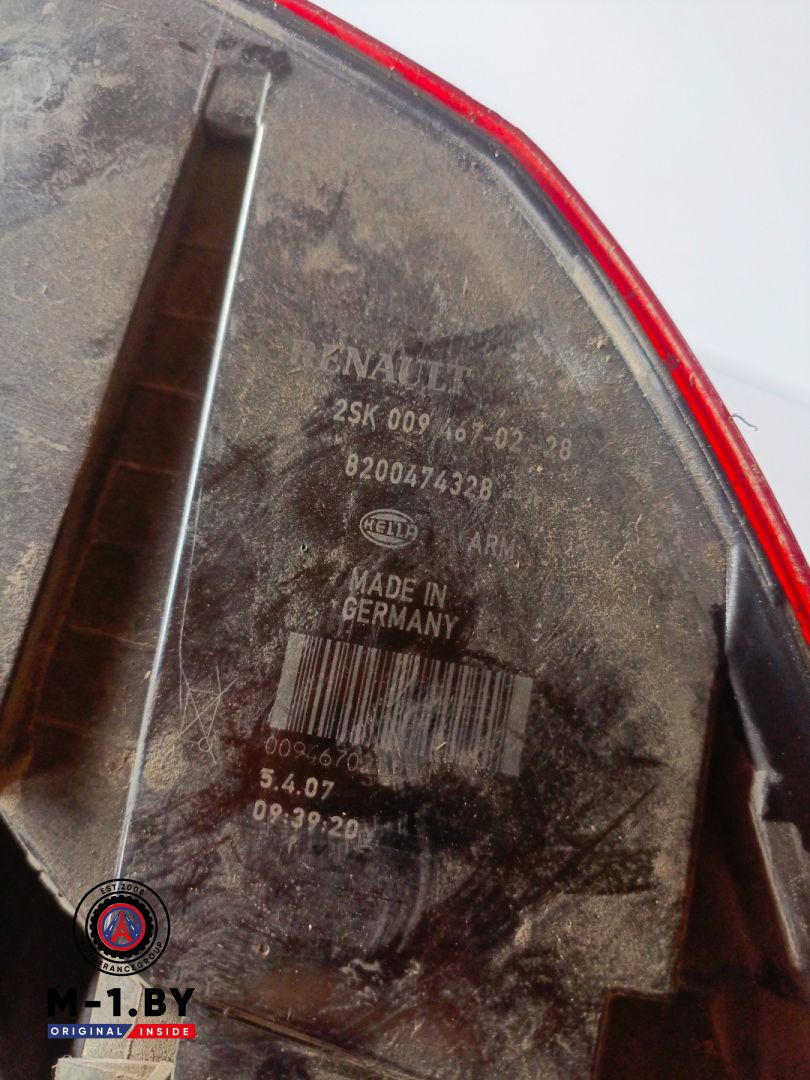 RENAULT
2SK 009 467-02 -28
8200474328
HELLA
ARM
MADE IN
GERMANY
5.4.07
09:39:20
EST.2008
AUTOFRANCEGROUP
M-1.BY
ORIGINAL INSIDE